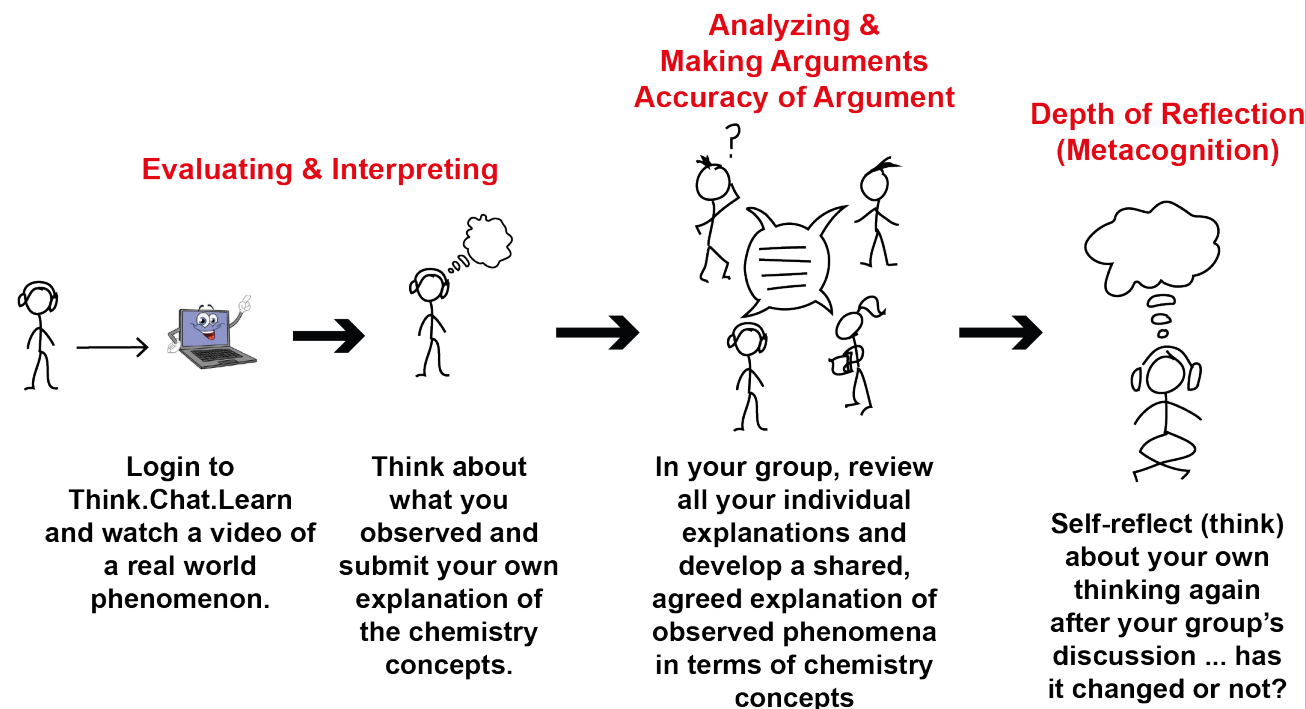 Evaluating & Interpreting
Analyzing &
Making Arguments
Accuracy of Argument
Depth of Reflection
(Metacognition)
?
Login to
Think.Chat.Learn
and watch a video of
a real world
phenomenon.
Think about
what you
observed and
submit your own
explanation of
the chemistry
concepts.
In your group, review
all your individual
explanations and
develop a shared,
agreed explanation of
observed phenomena
in terms of chemistry
concepts
Self-reflect (think)
about your own
thinking again
after your group’s
discussion ... has
it changed or not?